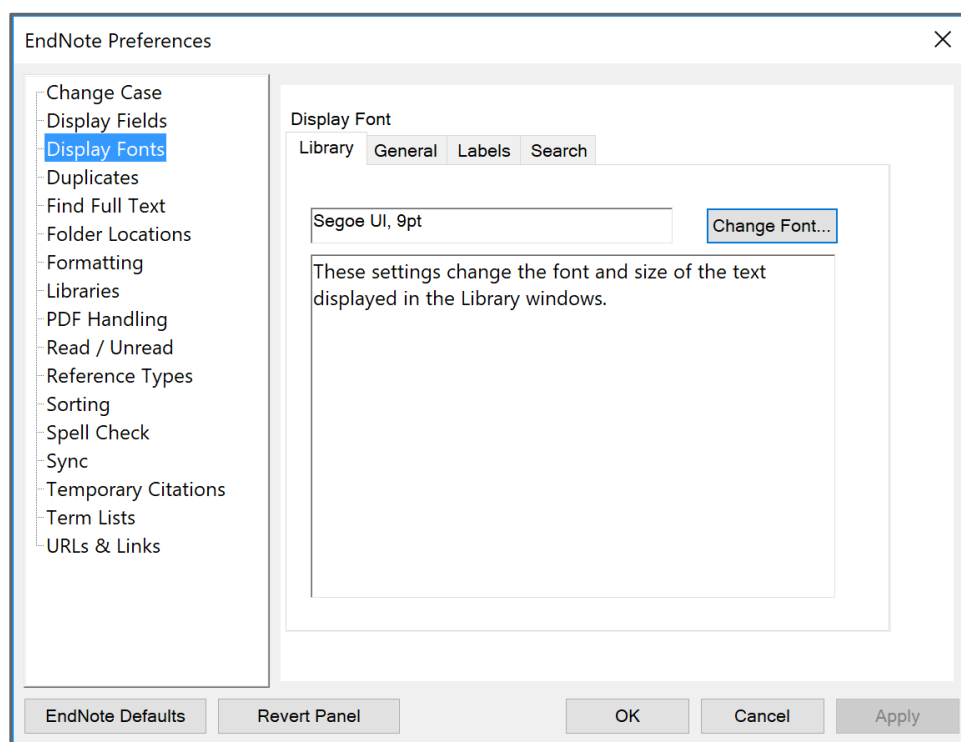 EndNote Preferences
Change Case
Display Fields
Display Fonts
Duplicates
Find Full Text
Folder Locations
Formatting
Libraries
PDF Handling
Read / Unread
Reference Types
Sorting
Spell Check
Sync
Temporary Citations
Term Lists
URLs & Links
Display Font
Library General Labels Search
Segoe UI, 9pt Change Font...
These settings change the font and size of the text
displayed in the Library windows.
EndNote Defaults Revert Panel OK Cancel Apply